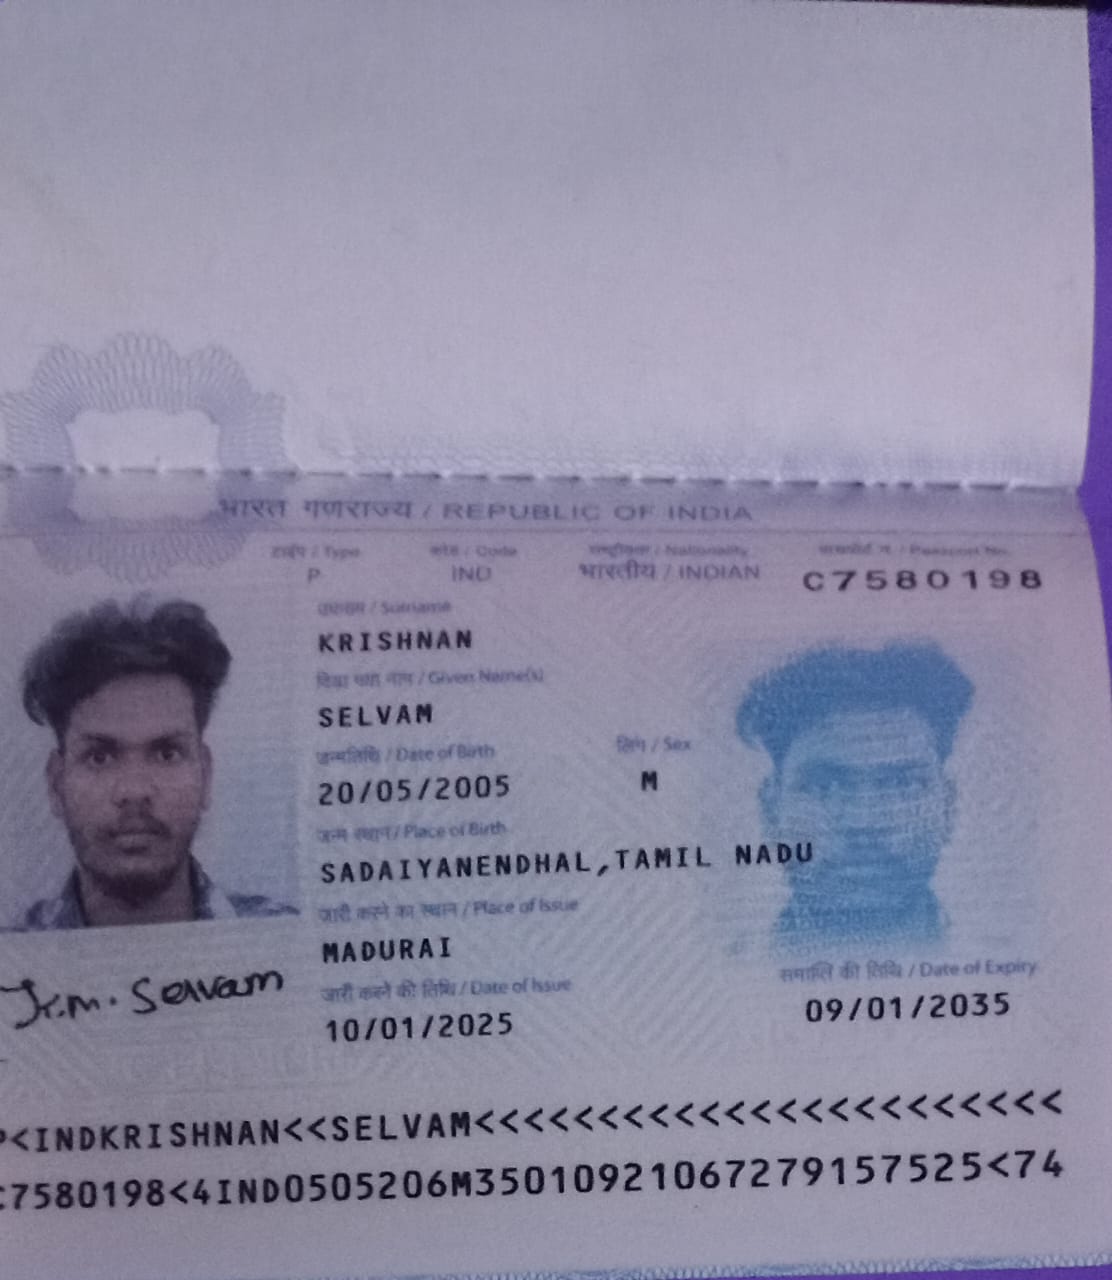 भारत गणराज्य / REPUBLIC OF INDIA
टाईप / Type कोड / Code राष्ट्रीयता / Nationality पासपोर्ट न. / Passport No.
P IND भारतीय / INDIAN C7580198
उपनाम / Surname
KRISHNAN
दिया गया नाम / Given Name(s)
SELVAM
जन्मतिथि / Date of Birth लिंग / Sex
20/05/2005 M
जन्म स्थान / Place of Birth
SADAIYANENDHAL,TAMIL NADU
जारी करने का स्थान / Place of Issue
MADURAI
जारी करने की तिथि / Date of Issue समाप्ति की तिथि / Date of Expiry
10/01/2025 09/01/2035
K.M. Selvam
P<INDKRISHNAN<<SELVAM<<<<<<<<<<<<<<<<<<<<<<<
C7580198<4IND0505206M35010921067279157525<74